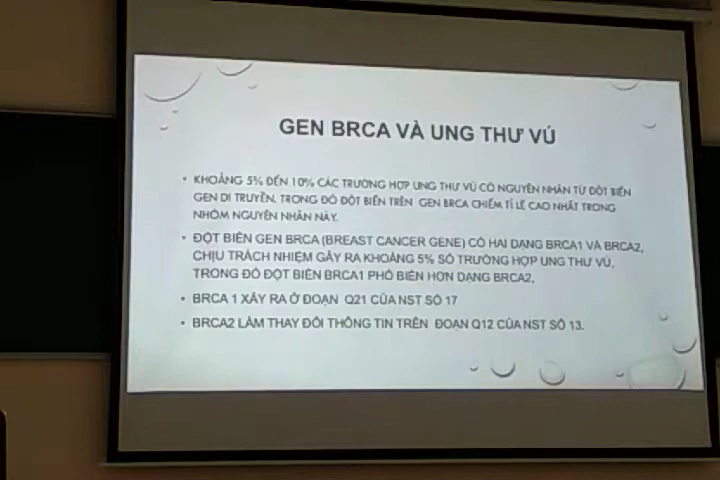 GEN BRCA VÀ UNG THƯ VÚ
• KHOẢNG 5% ĐẾN 10% CÁC TRƯỜNG HỢP UNG THƯ VÚ CÓ NGUYÊN NHÂN TỪ ĐỘT BIẾN
GEN DI TRUYỀN, TRONG ĐÓ ĐỘT BIẾN TRÊN GEN BRCA CHIẾM TỈ LỆ CAO NHẤT TRONG
NHÓM NGUYÊN NHÂN NÀY.
• ĐỘT BIẾN GEN BRCA (BREAST CANCER GENE) CÓ HAI DẠNG BRCA1 VÀ BRCA2,
CHỊU TRÁCH NHIỆM GÂY RA KHOẢNG 5% SỐ TRƯỜNG HỢP UNG THƯ VÚ,
TRONG ĐÓ ĐỘT BIẾN BRCA1 PHỔ BIẾN HƠN DẠNG BRCA2,
• BRCA 1 XẢY RA Ở ĐOẠN Q21 CỦA NST SỐ 17
• BRCA2 LÀM THAY ĐỔI THÔNG TIN TRÊN ĐOẠN Q12 CỦA NST SỐ 13.